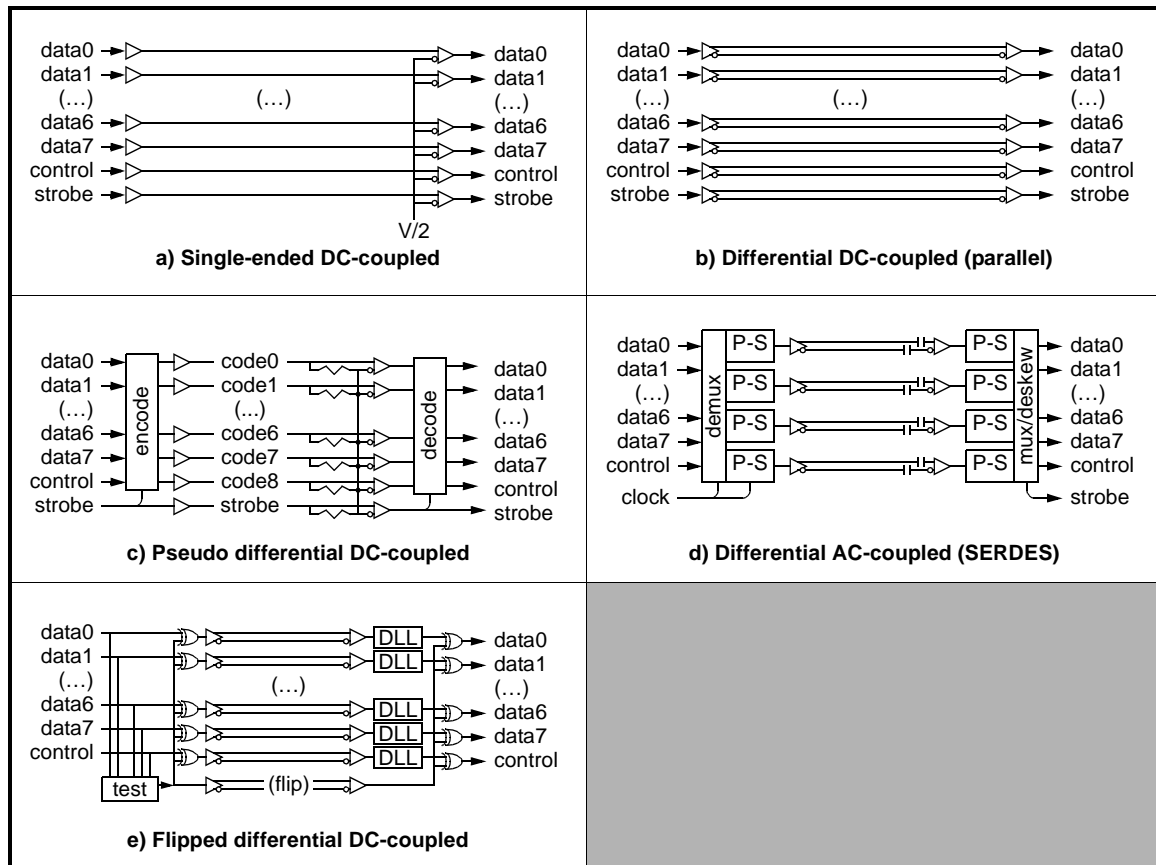 data0
data1
(...)
data6
data7
control
strobe
(...)
data0
data1
(...)
data6
data7
control
strobe
V/2
a) Single-ended DC-coupled
data0
data1
(...)
data6
data7
control
strobe
(...)
data0
data1
(...)
data6
data7
control
strobe
b) Differential DC-coupled (parallel)
data0
data1
(...)
data6
data7
control
strobe
encode
code0
code1
(...)
code6
code7
code8
strobe
decode
data0
data1
(...)
data6
data7
control
strobe
c) Pseudo differential DC-coupled
data0
data1
(...)
data6
data7
control
clock
demux
P-S
P-S
P-S
P-S
P-S
P-S
P-S
P-S
mux/deskew
data0
data1
(...)
data6
data7
control
strobe
d) Differential AC-coupled (SERDES)
data0
data1
(...)
data6
data7
control
test
(...)
(flip)
DLL
DLL
DLL
DLL
DLL
data0
data1
(...)
data6
data7
control
e) Flipped differential DC-coupled